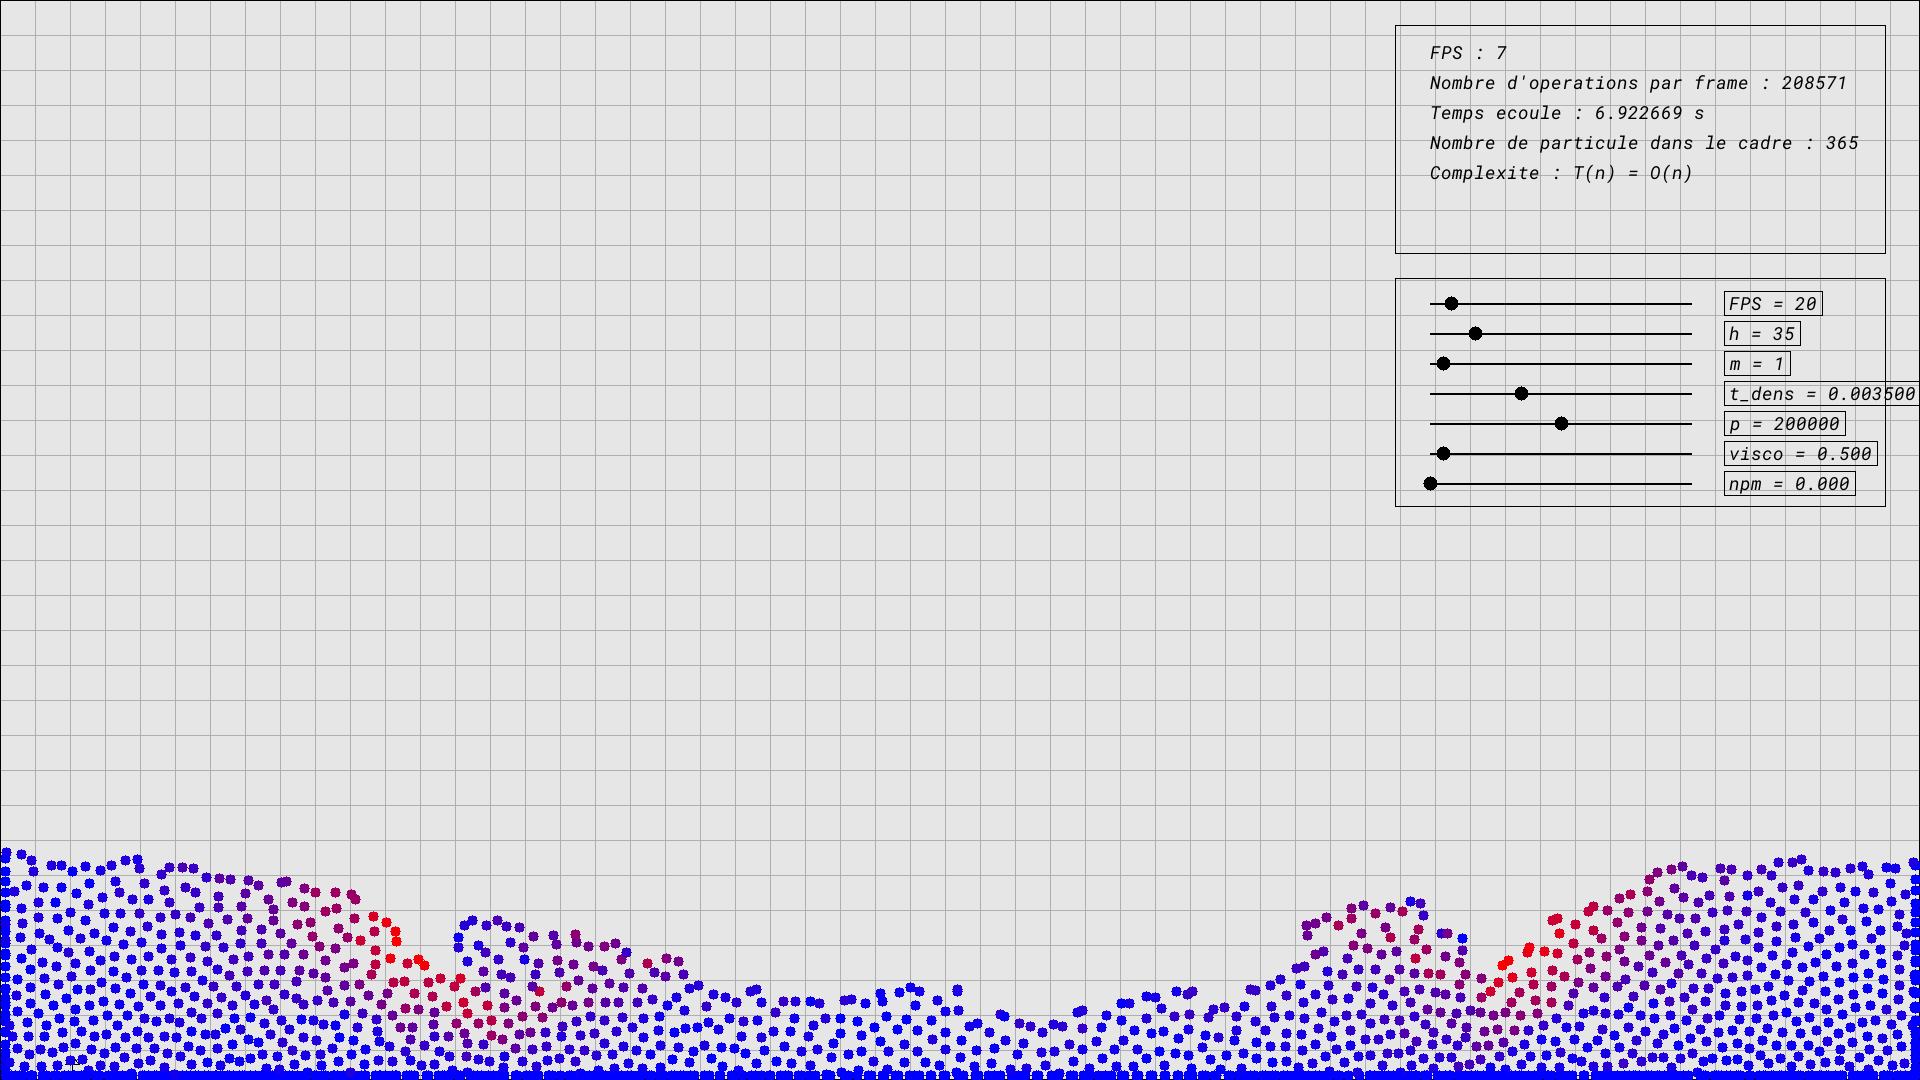 FPS : 7
Nombre d'operations par frame : 208571
Temps ecoule : 6.922669 s
Nombre de particule dans le cadre : 365
Complexite : T(n) = O(n)
FPS = 20
h = 35
m = 1
t_dens = 0.003500
p = 200000
visco = 0.500
npm = 0.000